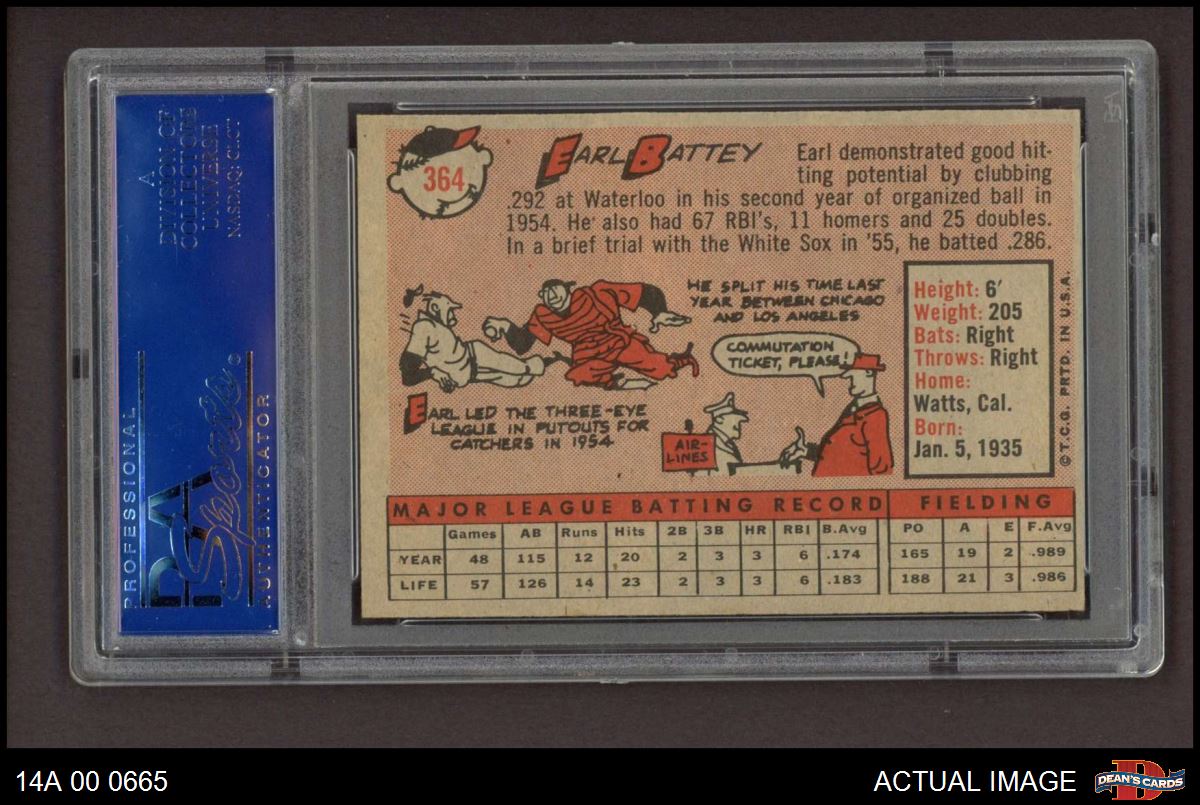 A
DIVISION OF
COLLECTORS
UNIVERSE
NASDAQ: CLCT
PROFESSIONAL
PSA
Sports®
AUTHENTICATOR
364
EARL BATTEY
Earl demonstrated good hit-
ting potential by clubbing
.292 at Waterloo in his second year of organized ball in
1954. He also had 67 RBI's, 11 homers and 25 doubles.
In a brief trial with the White Sox in '55, he batted .286.
HE SPLIT HIS TIME LAST
YEAR BETWEEN CHICAGO
AND LOS ANGELES
COMMUTATION
TICKET, PLEASE!
EARL LED THE THREE-EYE
LEAGUE IN PUTOUTS FOR
CATCHERS IN 1954
AIR-
LINES
Height: 6'
Weight: 205
Bats: Right
Throws: Right
Home:
Watts, Cal.
Born:
Jan. 5, 1935
©T.C.G. PRTD. IN U.S.A.
MAJOR LEAGUE BATTING RECORD FIELDING
Games AB Runs Hits 2B 3B HR RBI B.Avg PO A E F.Avg
YEAR 48 115 12 20 2 3 3 6 .174 165 19 2 .989
LIFE 57 126 14 23 2 3 3 6 .183 188 21 3 .986
14A 00 0665
ACTUAL IMAGE
DEAN'S CARDS